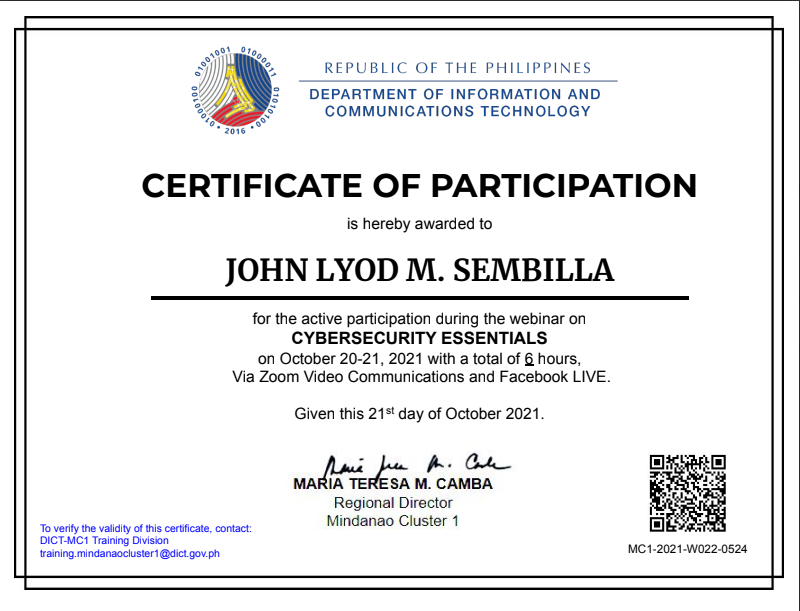 01001001 01000011 01010100 01000100
2016
REPUBLIC OF THE PHILIPPINES
DEPARTMENT OF INFORMATION AND
COMMUNICATIONS TECHNOLOGY
CERTIFICATE OF PARTICIPATION
is hereby awarded to
JOHN LYOD M. SEMBILLA
for the active participation during the webinar on
CYBERSECURITY ESSENTIALS
on October 20-21, 2021 with a total of 6 hours,
Via Zoom Video Communications and Facebook LIVE.
Given this 21st day of October 2021.
MARIA TERESA M. CAMBA
Regional Director
Mindanao Cluster 1
To verify the validity of this certificate, contact:
DICT-MC1 Training Division
training.mindanaocluster1@dict.gov.ph
MC1-2021-W022-0524